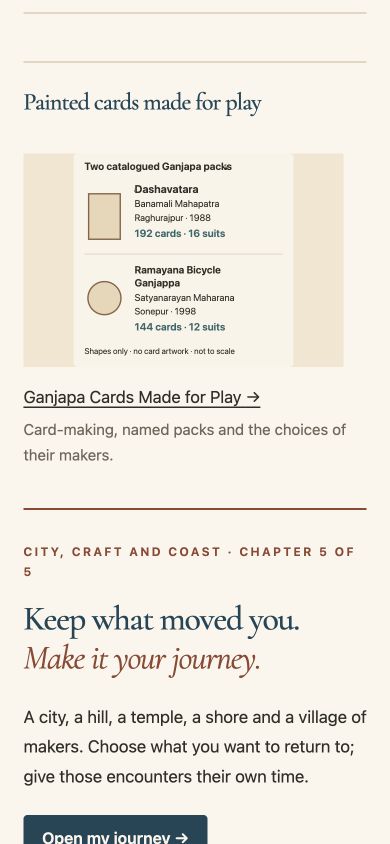 Painted cards made for play
Two catalogued Ganjapa packs
Dashavatara
Banamali Mahapatra
Raghurajpur · 1988
192 cards · 16 suits
Ramayana Bicycle
Ganjappa
Satyanarayan Maharana
Sonepur · 1998
144 cards · 12 suits
Shapes only · no card artwork · not to scale
Ganjapa Cards Made for Play →
Card-making, named packs and the choices of
their makers.
CITY, CRAFT AND COAST · CHAPTER 5 OF
5
Keep what moved you.
Make it your journey.
A city, a hill, a temple, a shore and a village of
makers. Choose what you want to return to;
give those encounters their own time.
Open my journey →